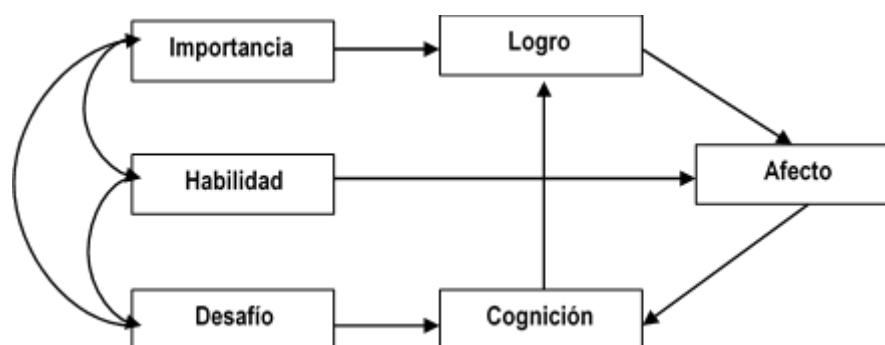 Importancia
Logro
Habilidad
Afecto
Desafío
Cognición